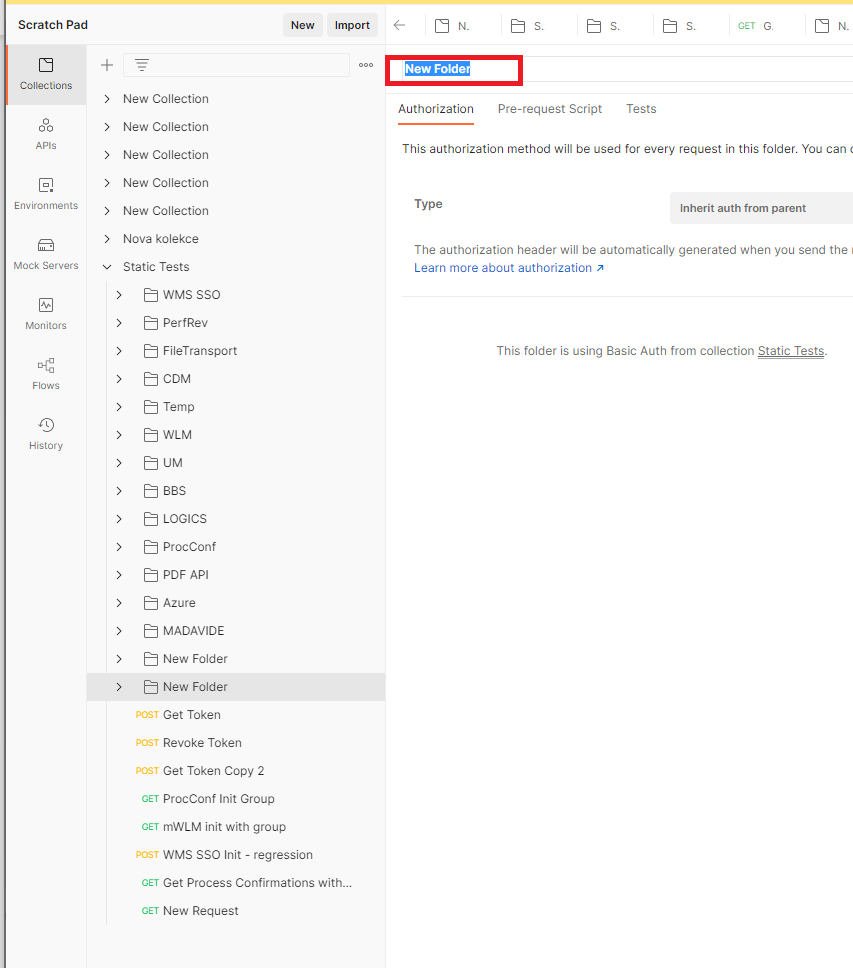 Scratch Pad New Import N. S. S. S. GET G. N.
New Folder
Collections
APIs
Environments
Mock Servers
Monitors
Flows
History
New Collection
New Collection
New Collection
New Collection
New Collection
Nova kolekce
Static Tests
WMS SSO
PerfRev
FileTransport
CDM
Temp
WLM
UM
BBS
LOGICS
ProcConf
PDF API
Azure
MADAVIDE
New Folder
New Folder
POST Get Token
POST Revoke Token
POST Get Token Copy 2
GET ProcConf Init Group
GET mWLM init with group
POST WMS SSO Init - regression
GET Get Process Confirmations with...
GET New Request
Authorization Pre-request Script Tests
This authorization method will be used for every request in this folder. You can
Type Inherit auth from parent
The authorization header will be automatically generated when you send the
Learn more about authorization ↗
This folder is using Basic Auth from collection Static Tests.